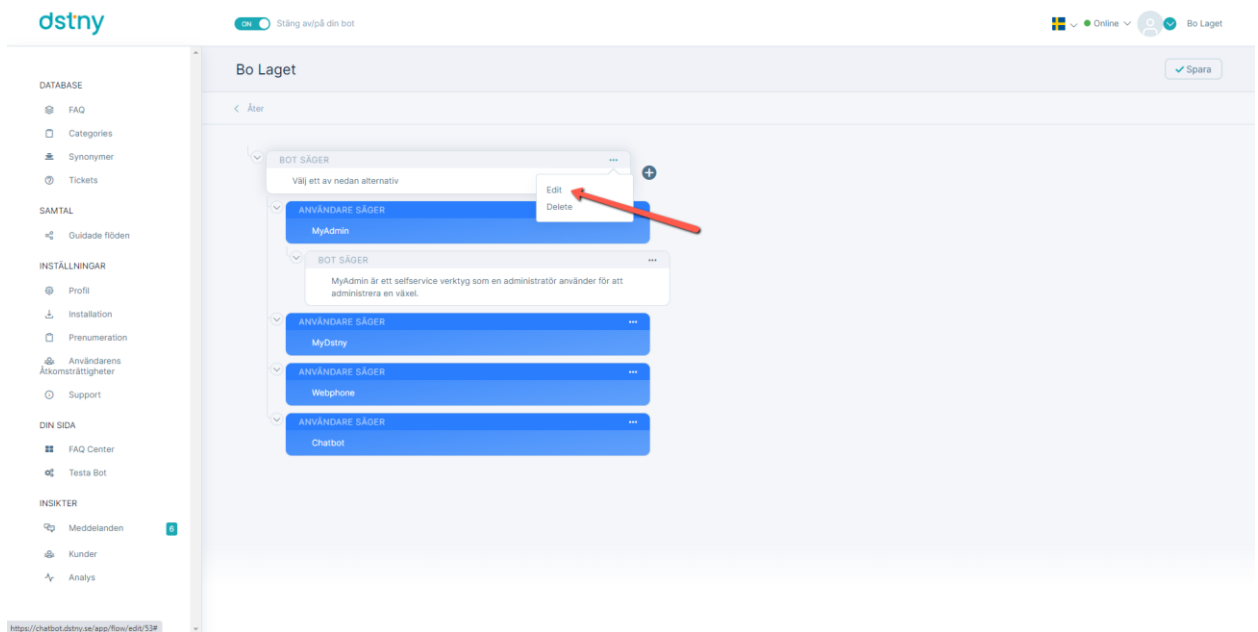 dstny
ON Stäng av/på din bot
Online
Bo Laget
DATABASE
FAQ
Categories
Synonymer
Tickets
SAMTAL
Guidade flöden
INSTÄLLNINGAR
Profil
Installation
Prenumeration
Användarens
Åtkomsträttigheter
Support
DIN SIDA
FAQ Center
Testa Bot
INSIKTER
Meddelanden 6
Kunder
Analys
Bo Laget
Spara
Åter
BOT SÄGER
Välj ett av nedan alternativ
Edit
Delete
ANVÄNDARE SÄGER
MyAdmin
BOT SÄGER
MyAdmin är ett selfservice verktyg som en administratör använder för att
administrera en växel.
ANVÄNDARE SÄGER
MyDstny
ANVÄNDARE SÄGER
Webphone
ANVÄNDARE SÄGER
Chatbot
https://chatbot.dstny.se/app/flow/edit/53#